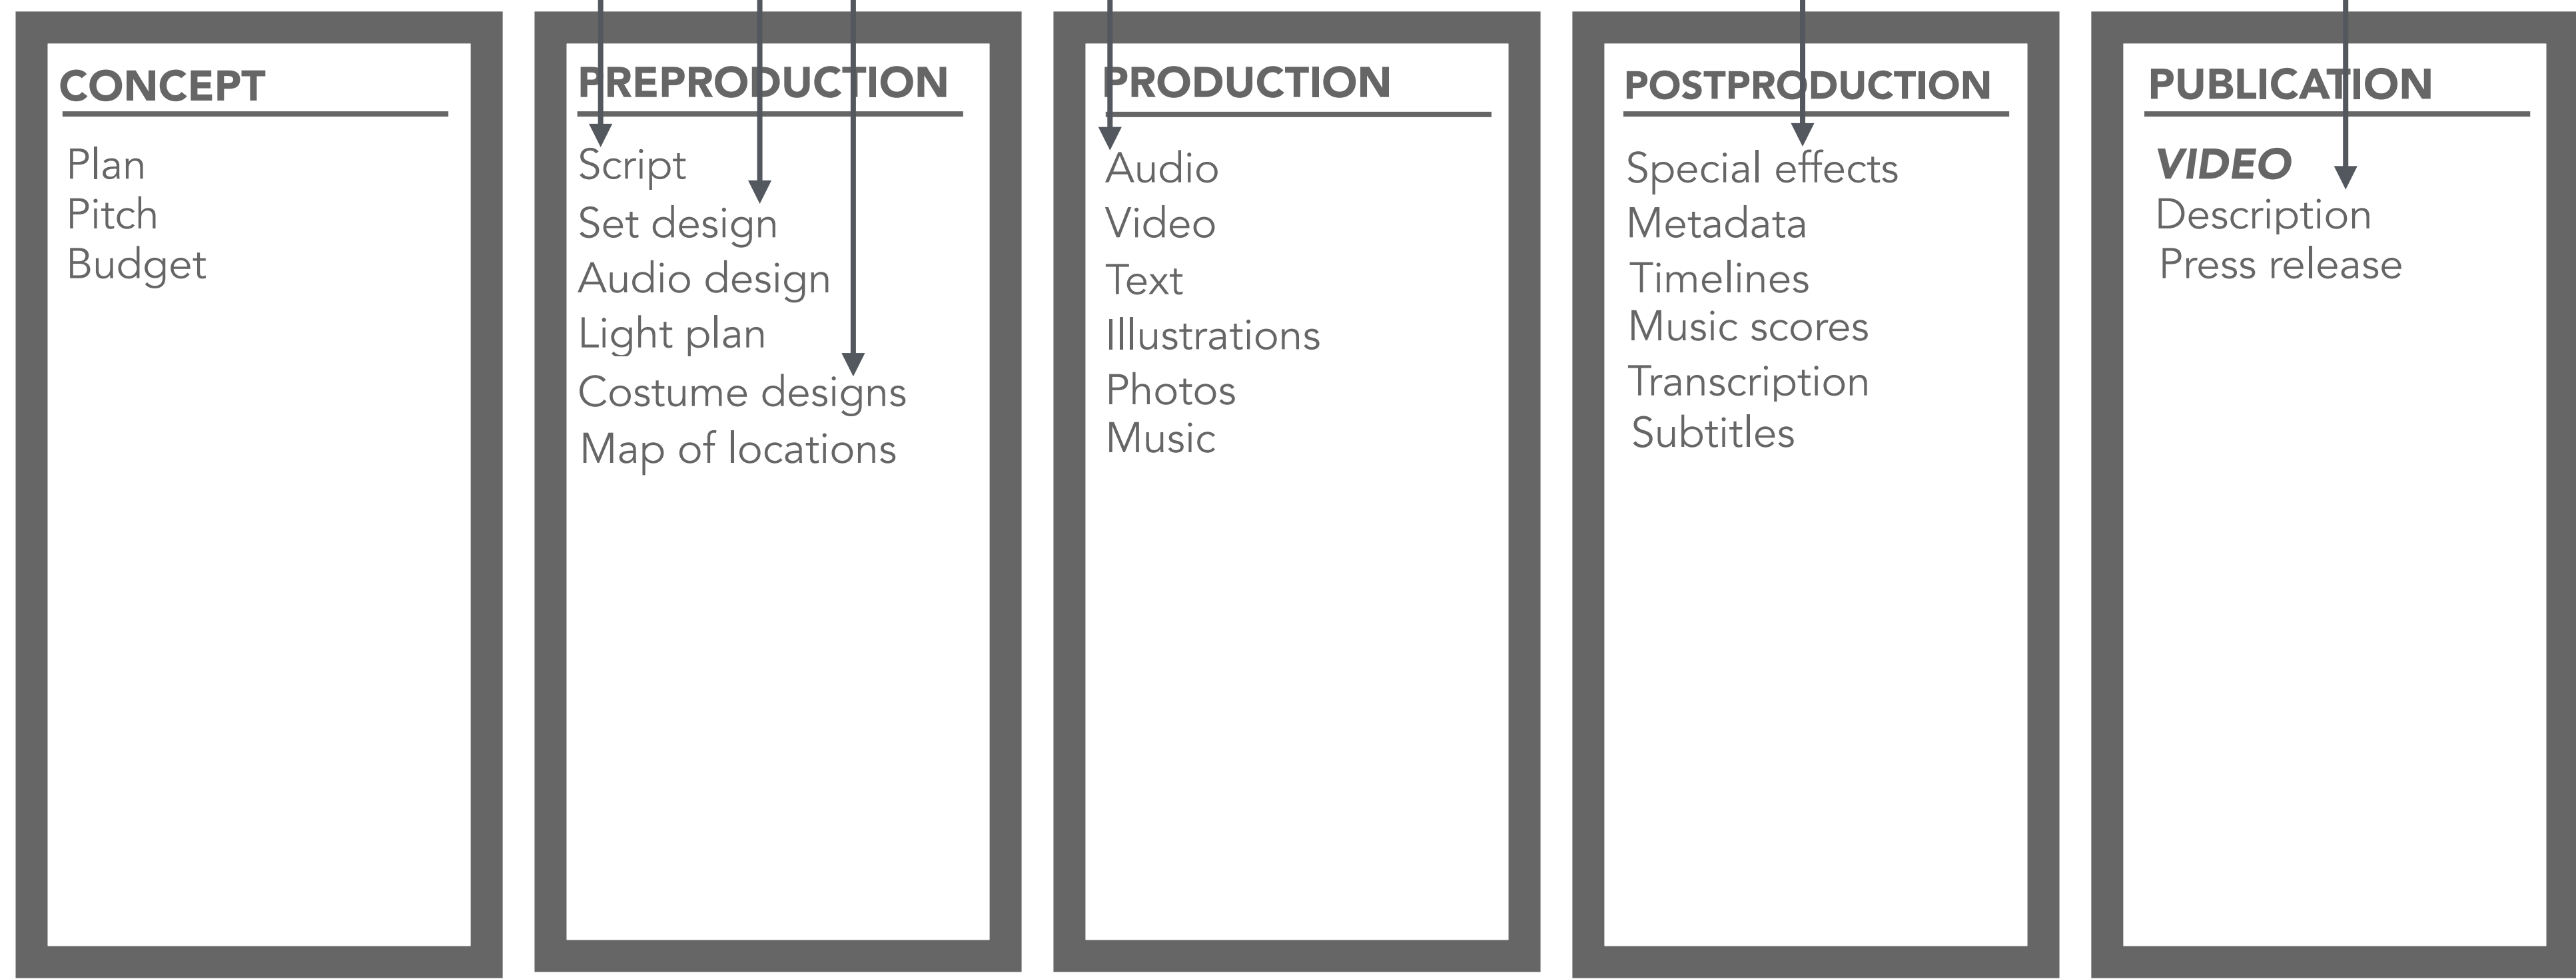 CONCEPT
Plan
Pitch
Budget
PREPRODUCTION
Script
Set design
Audio design
Light plan
Costume designs
Map of locations
PRODUCTION
Audio
Video
Text
Illustrations
Photos
Music
POSTPRODUCTION
Special effects
Metadata
Timelines
Music scores
Transcription
Subtitles
PUBLICATION
VIDEO
Description
Press release